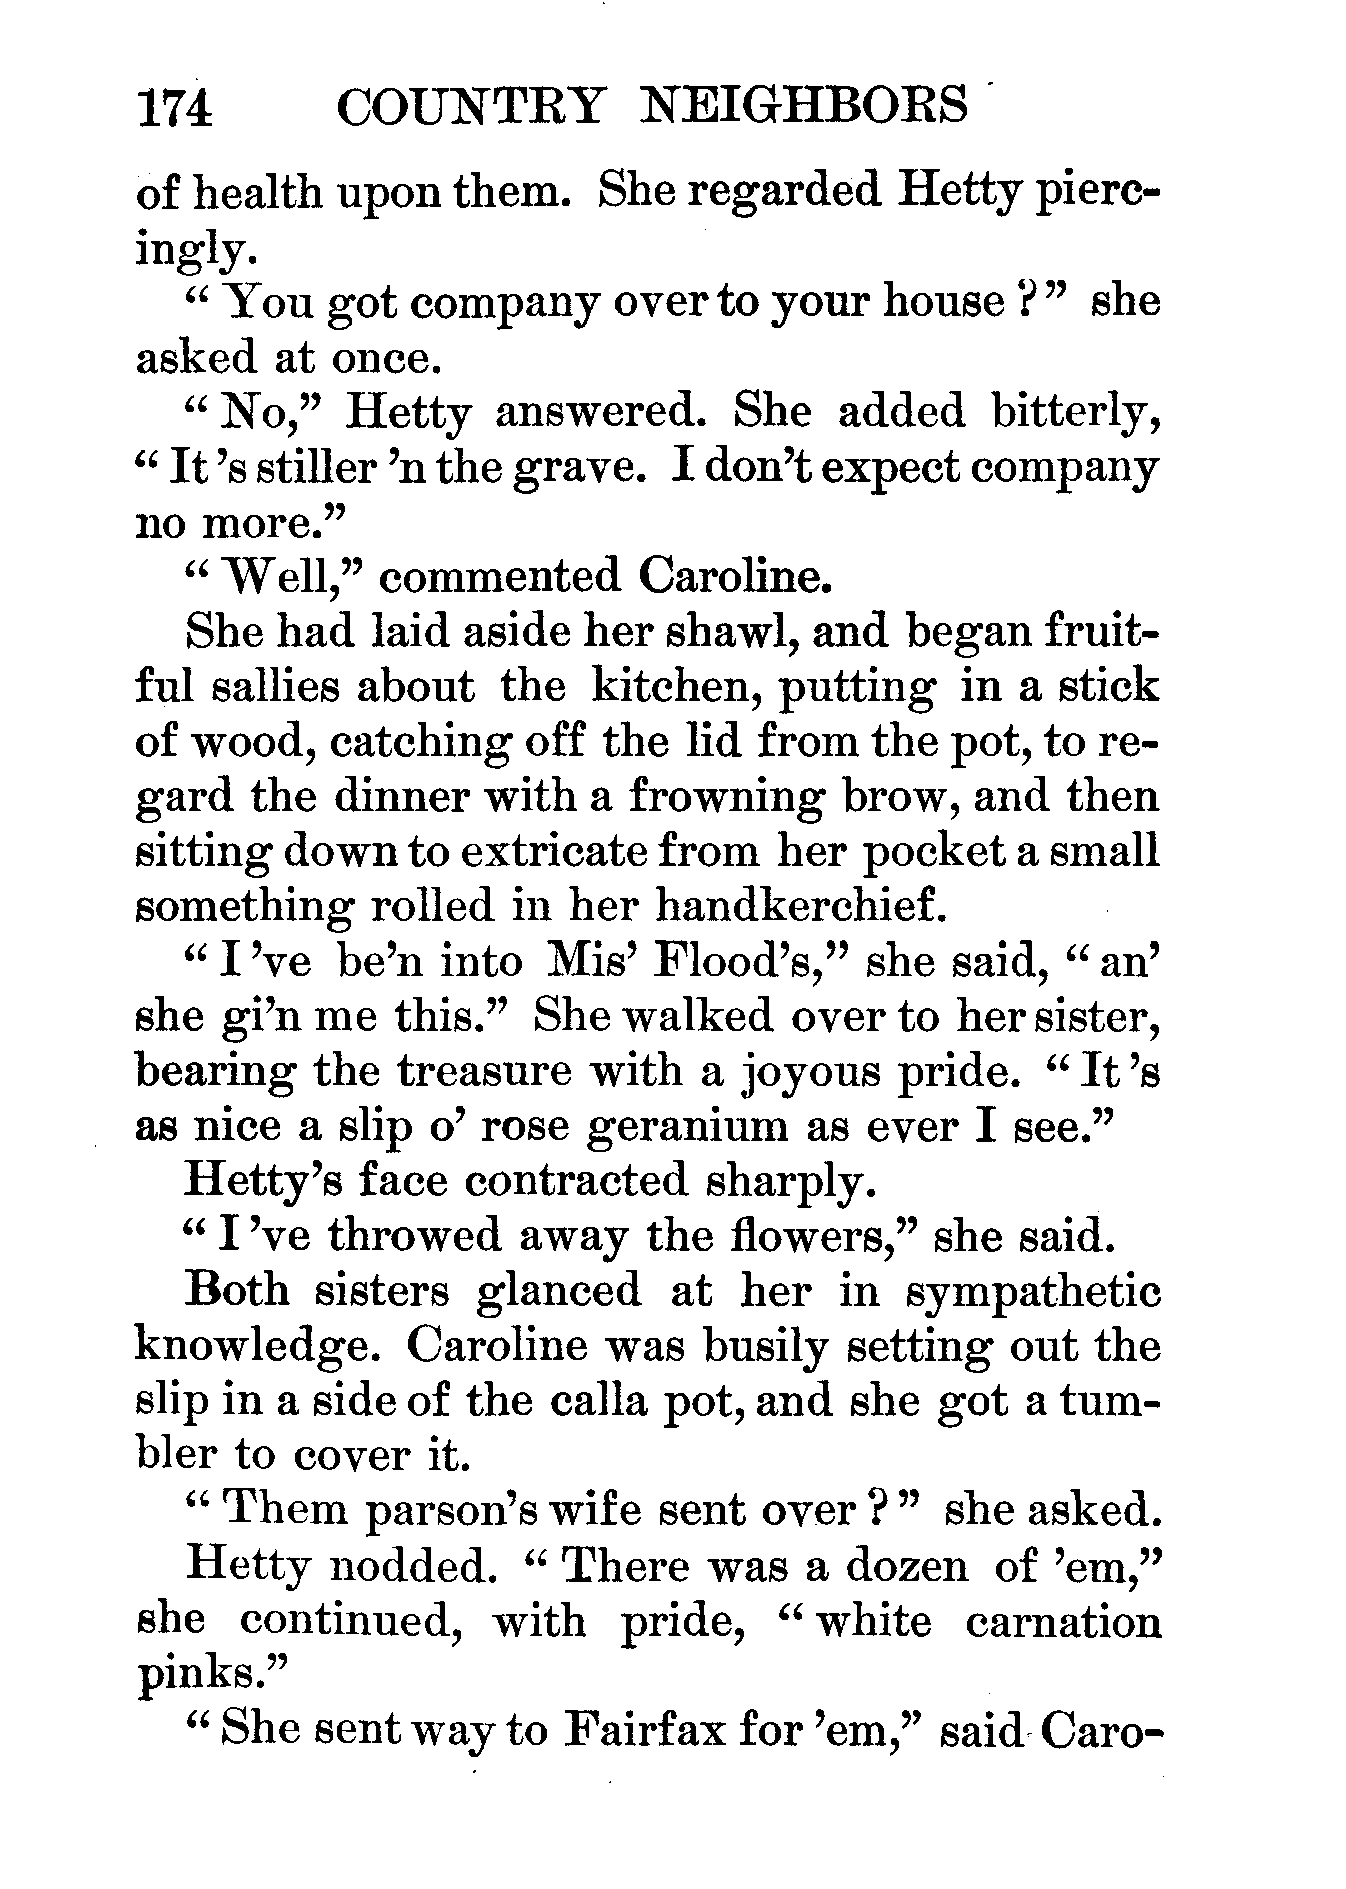 174 COUNTRY NEIGHBORS
of health upon them. She regarded Hetty pierc-
ingly.
“ You got company over to your house ? ” she
asked at once.
“ No,” Hetty answered. She added bitterly,
“ It ’s stiller ’n the grave. I don’t expect company
no more.”
“ Well,” commented Caroline.
She had laid aside her shawl, and began fruit-
ful sallies about the kitchen, putting in a stick
of wood, catching off the lid from the pot, to re-
gard the dinner with a frowning brow, and then
sitting down to extricate from her pocket a small
something rolled in her handkerchief.
“ I ’ve be’n into Mis’ Flood’s,” she said, “ an’
she gi’n me this.” She walked over to her sister,
bearing the treasure with a joyous pride. “ It ’s
as nice a slip o’ rose geranium as ever I see.”
Hetty’s face contracted sharply.
“ I ’ve throwed away the flowers,” she said.
Both sisters glanced at her in sympathetic
knowledge. Caroline was busily setting out the
slip in a side of the calla pot, and she got a tum-
bler to cover it.
“ Them parson’s wife sent over ? ” she asked.
Hetty nodded. “ There was a dozen of ’em,”
she continued, with pride, “ white carnation
pinks.”
“ She sent way to Fairfax for ’em,” said Caro-